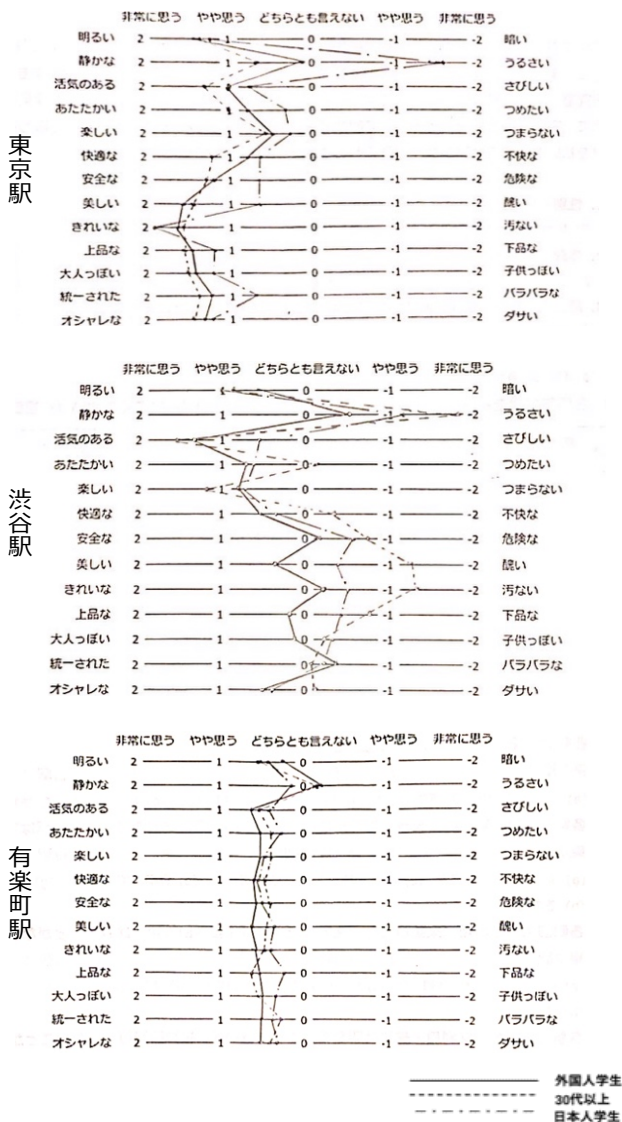 東京駅
非常に思う やや思う どちらとも言えない やや思う 非常に思う
明るい 2 1 0 -1 -2 暗い
静かな 2 1 0 -1 -2 うるさい
活気のある 2 1 0 -1 -2 さびしい
あたたかい 2 1 0 -1 -2 つめたい
楽しい 2 1 0 -1 -2 つまらない
快適な 2 1 0 -1 -2 不快な
安全な 2 1 0 -1 -2 危険な
美しい 2 1 0 -1 -2 醜い
きれいな 2 1 0 -1 -2 汚ない
上品な 2 1 0 -1 -2 下品な
大人っぽい 2 1 0 -1 -2 子供っぽい
統一された 2 1 0 -1 -2 バラバラな
オシャレな 2 1 0 -1 -2 ダサい
渋谷駅
非常に思う やや思う どちらとも言えない やや思う 非常に思う
明るい 2 1 0 -1 -2 暗い
静かな 2 1 0 -1 -2 うるさい
活気のある 2 1 0 -1 -2 さびしい
あたたかい 2 1 0 -1 -2 つめたい
楽しい 2 1 0 -1 -2 つまらない
快適な 2 1 0 -1 -2 不快な
安全な 2 1 0 -1 -2 危険な
美しい 2 1 0 -1 -2 醜い
きれいな 2 1 0 -1 -2 汚ない
上品な 2 1 0 -1 -2 下品な
大人っぽい 2 1 0 -1 -2 子供っぽい
統一された 2 1 0 -1 -2 バラバラな
オシャレな 2 1 0 -1 -2 ダサい
有楽町駅
非常に思う やや思う どちらとも言えない やや思う 非常に思う
明るい 2 1 0 -1 -2 暗い
静かな 2 1 0 -1 -2 うるさい
活気のある 2 1 0 -1 -2 さびしい
あたたかい 2 1 0 -1 -2 つめたい
楽しい 2 1 0 -1 -2 つまらない
快適な 2 1 0 -1 -2 不快な
安全な 2 1 0 -1 -2 危険な
美しい 2 1 0 -1 -2 醜い
きれいな 2 1 0 -1 -2 汚ない
上品な 2 1 0 -1 -2 下品な
大人っぽい 2 1 0 -1 -2 子供っぽい
統一された 2 1 0 -1 -2 バラバラな
オシャレな 2 1 0 -1 -2 ダサい
外国人学生
30代以上
日本人学生